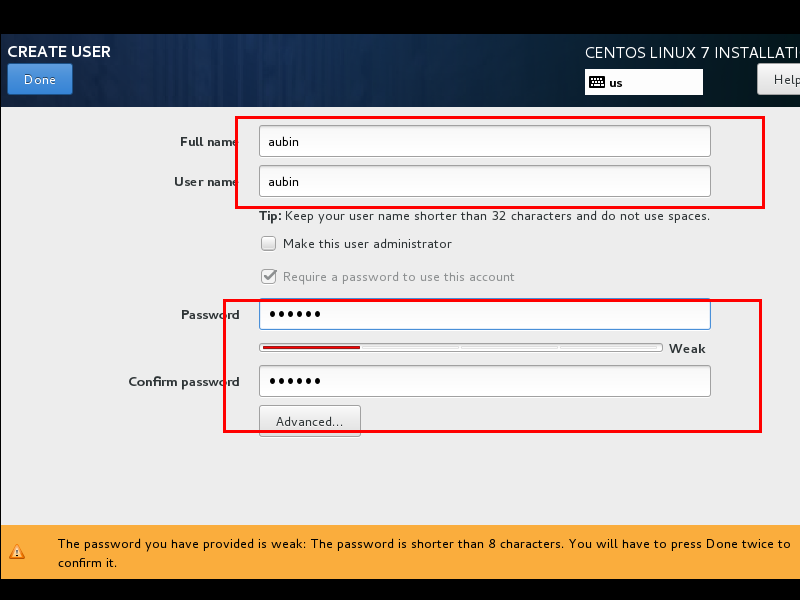 CREATE USER
CENTOS LINUX 7 INSTALLATI
Done
us
Help
Full name
aubin
User name
aubin
Tip: Keep your user name shorter than 32 characters and do not use spaces.
Make this user administrator
Require a password to use this account
Password
••••••
Weak
Confirm password
••••••
Advanced...
The password you have provided is weak: The password is shorter than 8 characters. You will have to press Done twice to
confirm it.